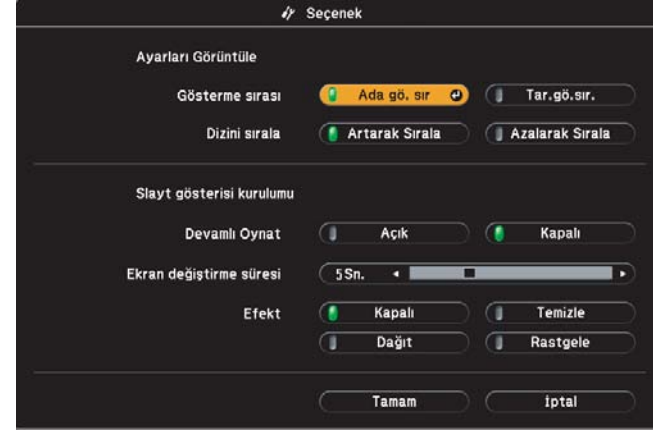 Seçenek
Ayarları Görüntüle
Gösterme sırası Ada gö. sır Tar.gö.sır.
Dizini sırala Artarak Sırala Azalarak Sırala
Slayt gösterisi kurulumu
Devamlı Oynat Açık Kapalı
Ekran değiştirme süresi 5Sn.
Efekt Kapalı Temizle
Dağıt Rastgele
Tamam İptal